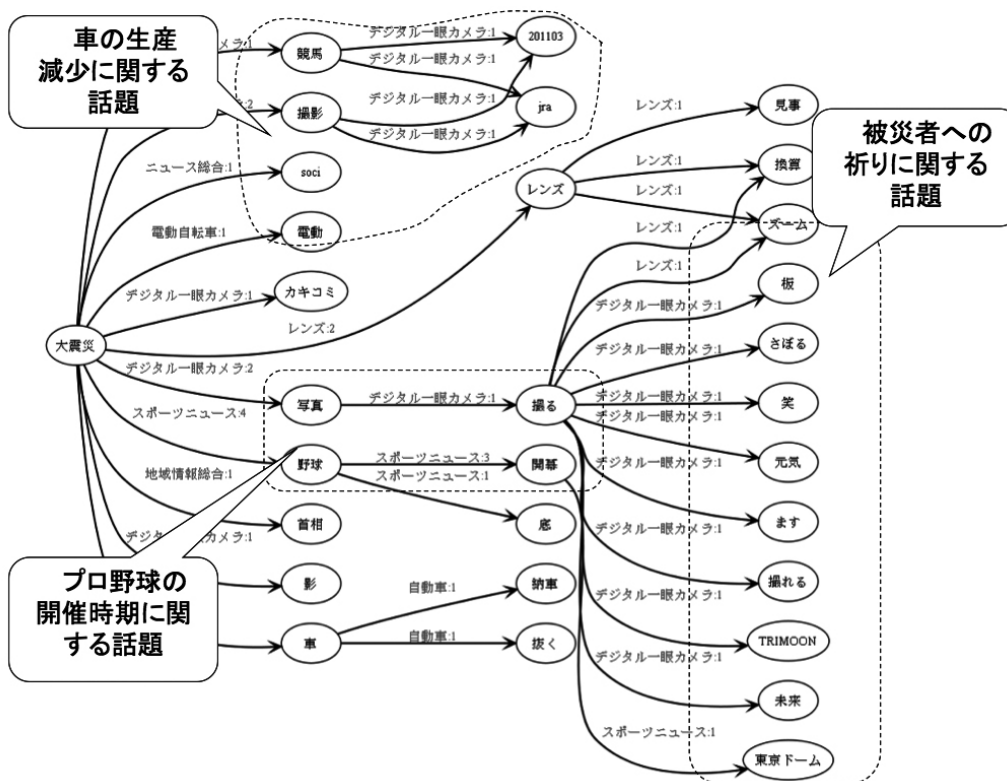 車の生産
減少に関する
話題
メラ:1
:2
ニュース総合:1
電動自転車:1
デジタル一眼カメラ:1
レンズ:2
大震災
デジタル一眼カメラ:2
スポーツニュース:4
地域情報総合:1
デジ
カメラ:1
プロ野球の
開催時期に関
する話題
競馬
撮影
soci
電動
カキコミ
写真
野球
首相
影
車
デジタル一眼カメラ:1
デジタル一眼カメラ:1
デジタル一眼カメラ:1
デジタル一眼カメラ:1
デジタル一眼カメラ:1
スポーツニュース:3
スポーツニュース:1
自動車:1
自動車:1
201103
jra
レンズ
撮る
開幕
底
納車
抜く
レンズ:1
レンズ:1
レンズ:1
レンズ:1
レンズ:1
デジタル一眼カメラ:1
デジタル一眼カメラ:1
デジタル一眼カメラ:1
デジタル一眼カメラ:1
デジタル一眼カメラ:1
デジタル一眼カメラ:1
デジタル一眼カメラ:1
デジタル一眼カメラ:1
スポーツニュース:1
見事
換算
ズーム
板
さぼる
笑
元気
ます
撮れる
TRIMOON
未来
東京ドーム
被災者への
祈りに関する
話題